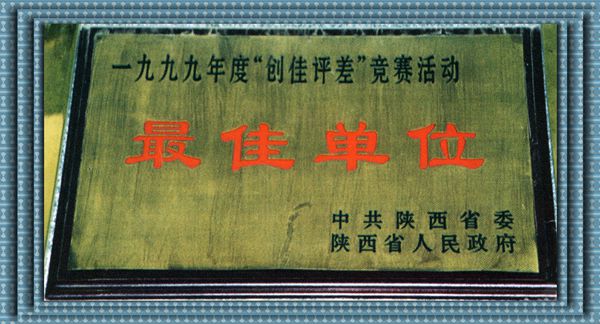 一九九九年度“创佳评差”竞赛活动
最佳单位
中共陕西省委
陕西省人民政府